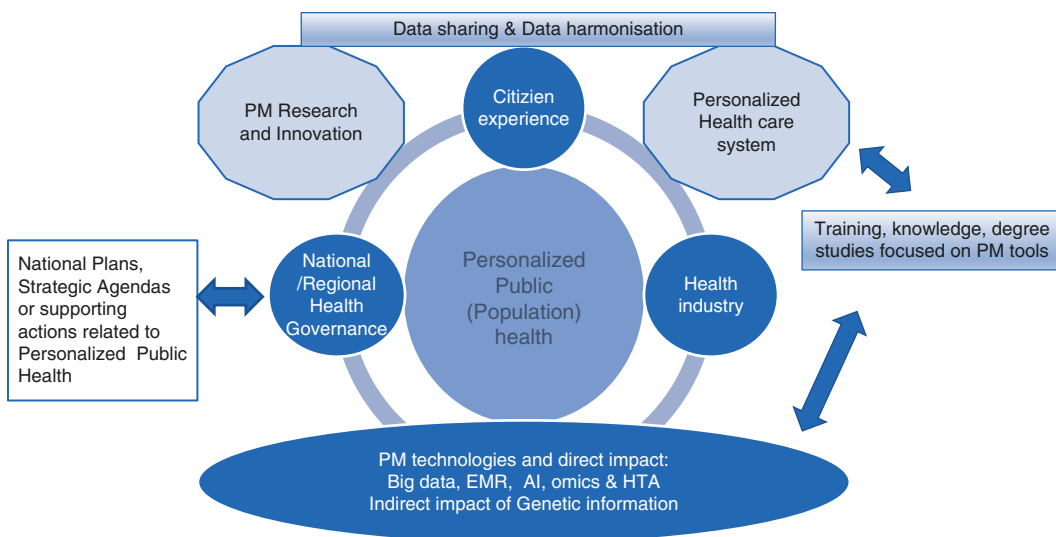 Data sharing & Data harmonisation
PM Research
and Innovation
Citizien
experience
Personalized
Health care
system
Training, knowledge, degree
studies focused on PM tools
National Plans,
Strategic Agendas
or supporting
actions related to
Personalized Public
Health
National
/Regional
Health
Governance
Personalized
Public
(Population)
health
Health
industry
PM technologies and direct impact:
Big data, EMR, AI, omics & HTA
Indirect impact of Genetic information